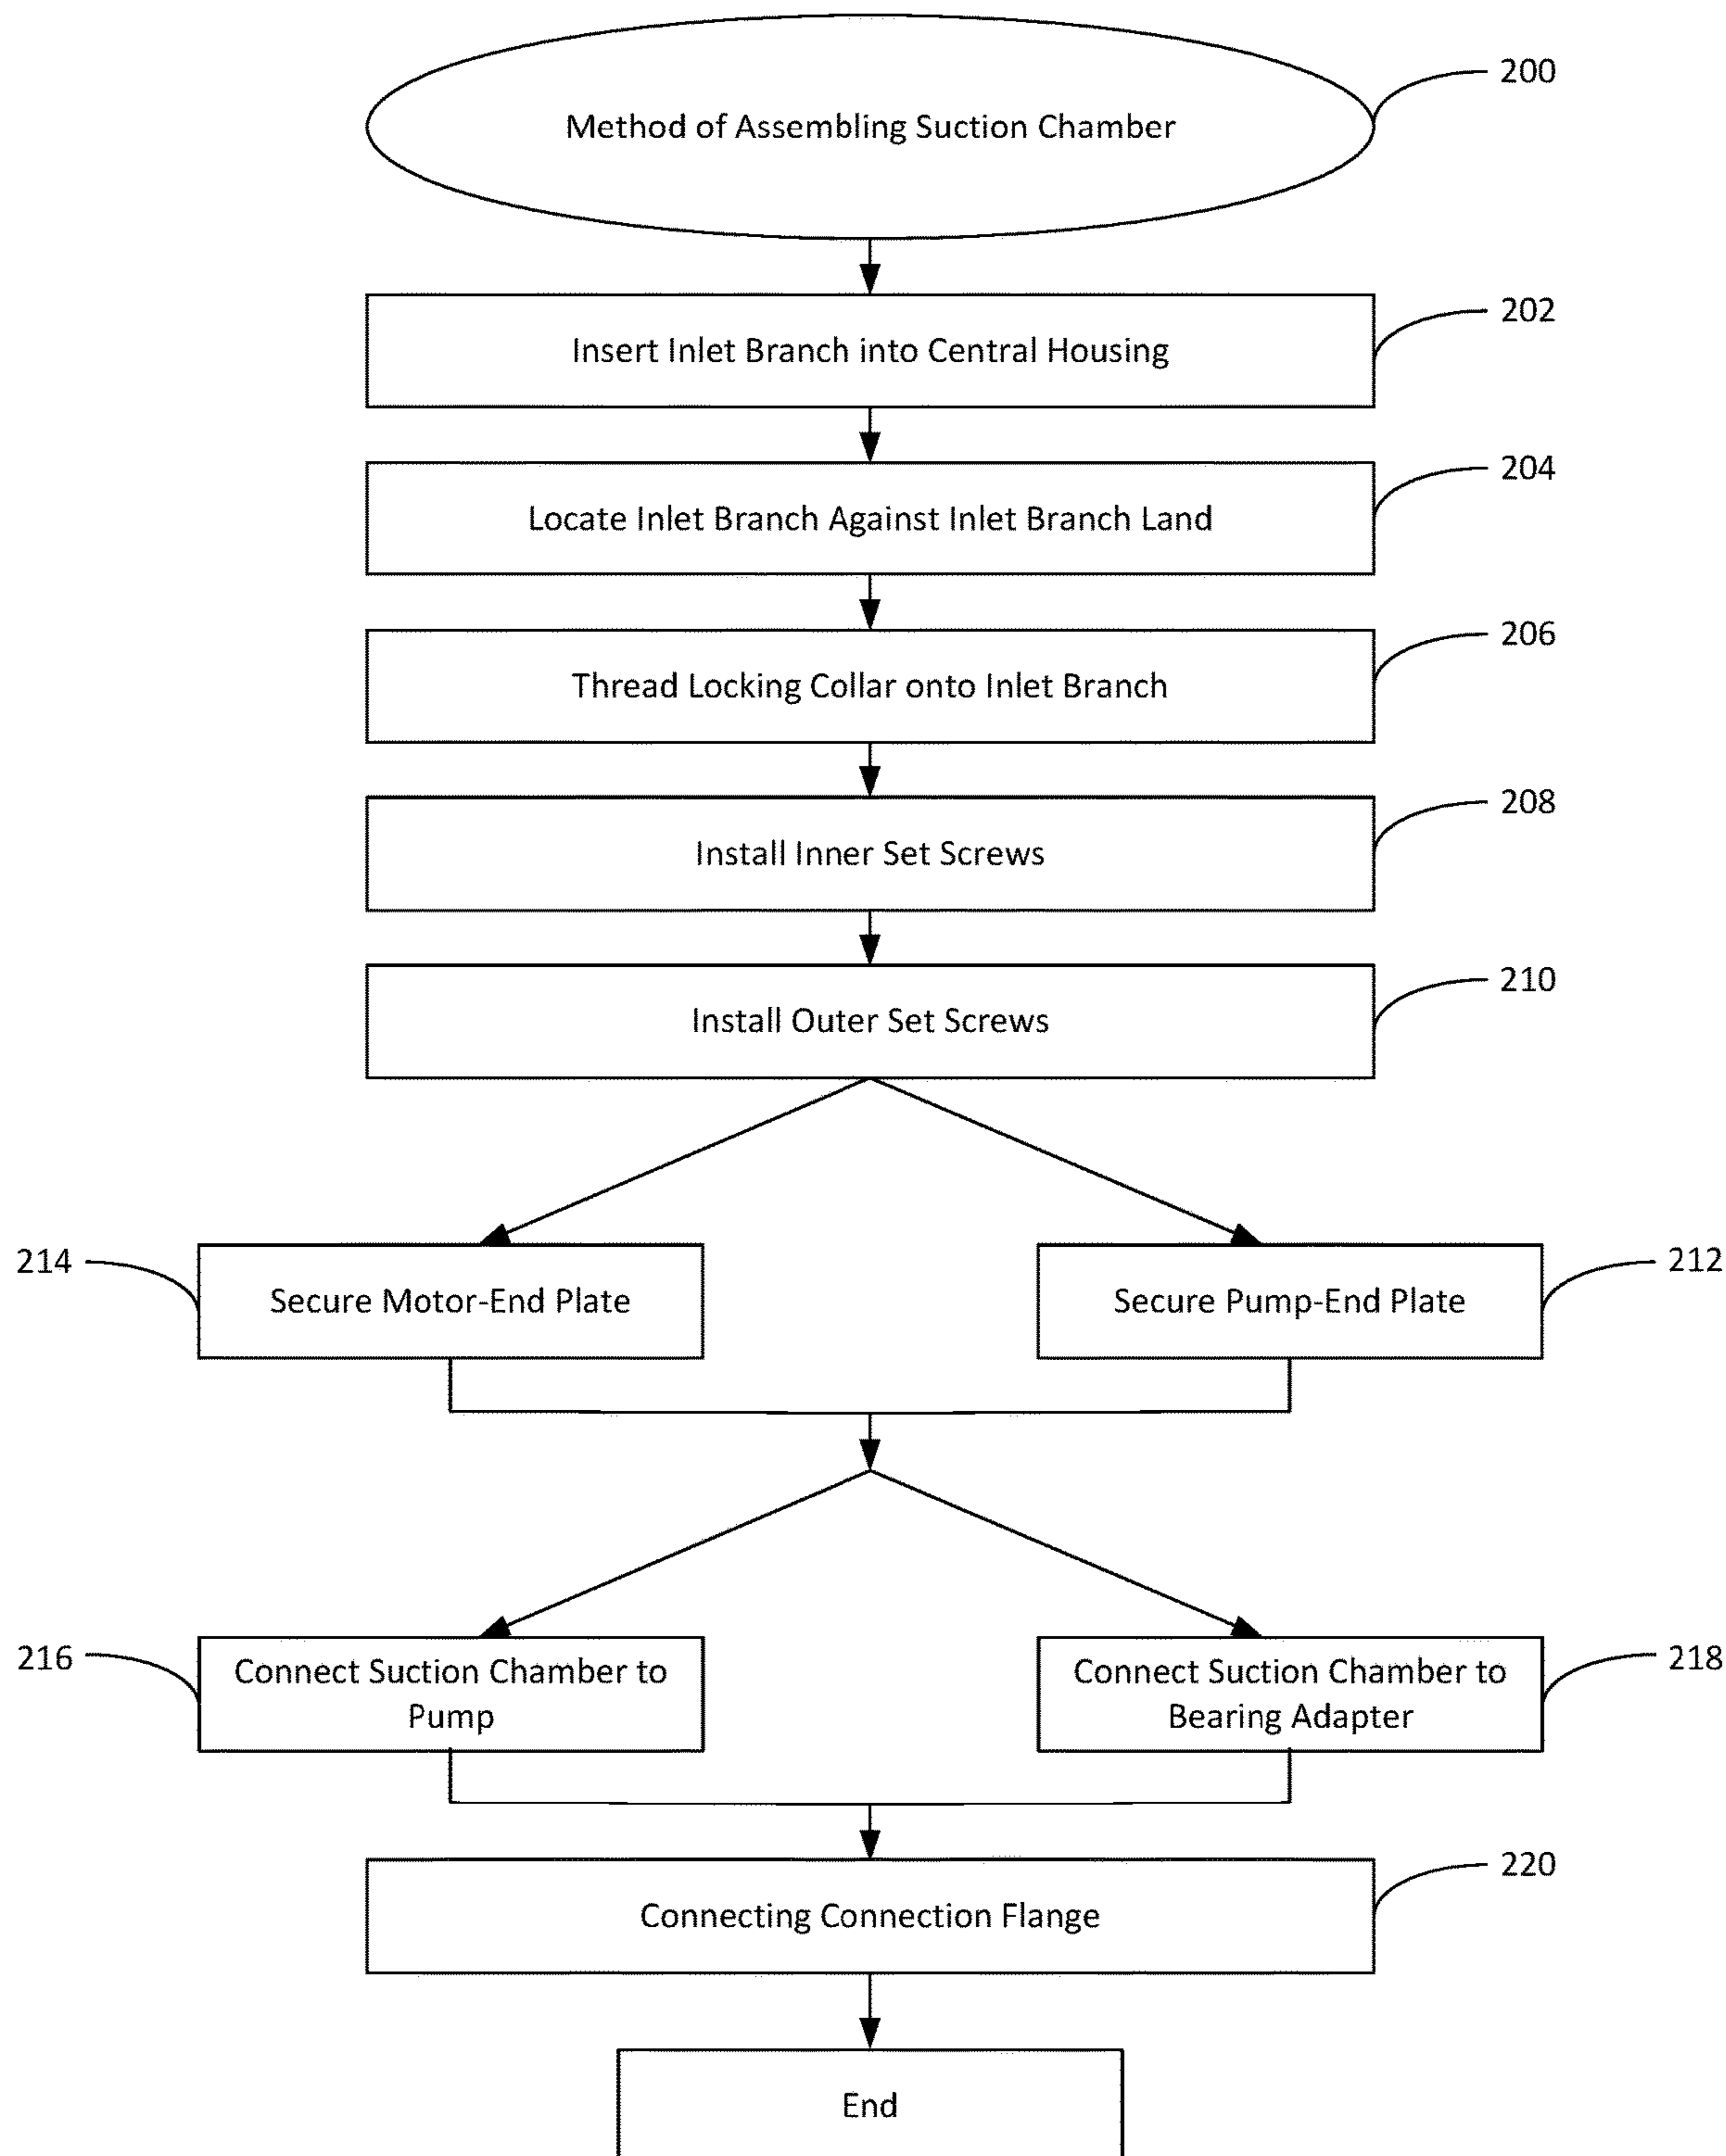 200
Method of Assembling Suction Chamber
202
Insert Inlet Branch into Central Housing
204
Locate Inlet Branch Against Inlet Branch Land
206
Thread Locking Collar onto Inlet Branch
208
Install Inner Set Screws
210
Install Outer Set Screws
214
Secure Motor-End Plate
212
Secure Pump-End Plate
216
Connect Suction Chamber to
Pump
218
Connect Suction Chamber to
Bearing Adapter
220
Connecting Connection Flange
End